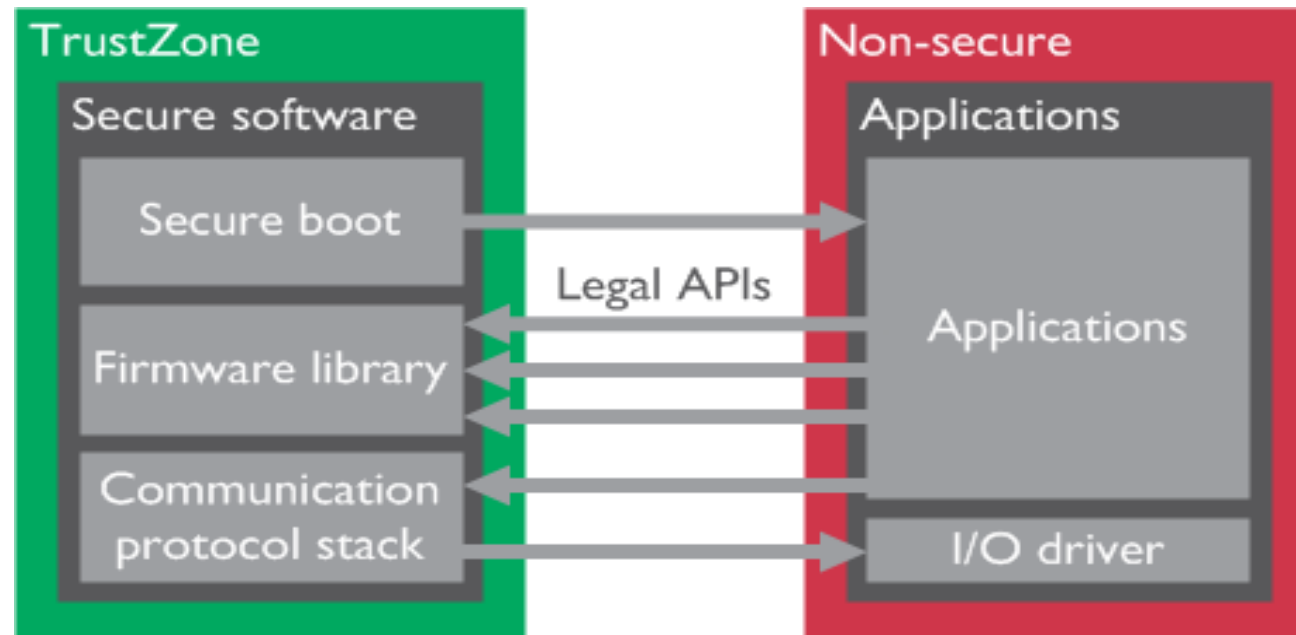 TrustZone
Secure software
Secure boot
Firmware library
Communication
protocol stack
Legal APIs
Non-secure
Applications
Applications
I/O driver